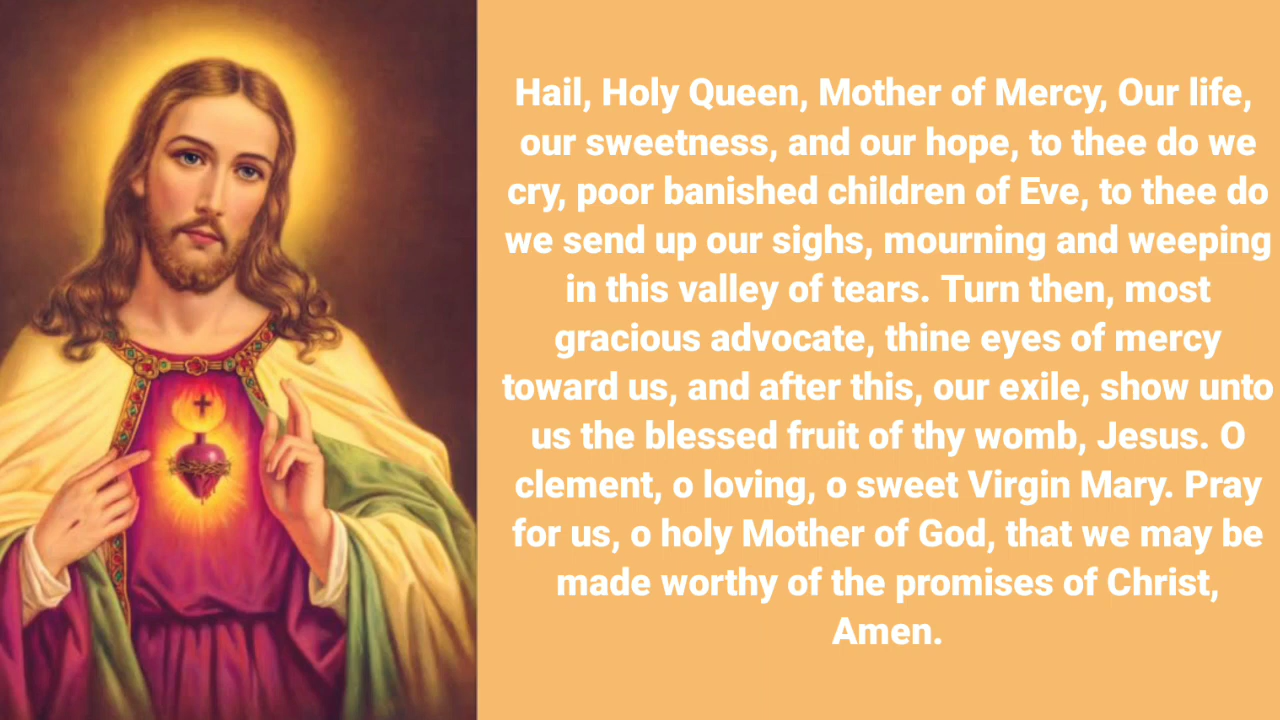 Hail, Holy Queen, Mother of Mercy, Our life,
our sweetness, and our hope, to thee do we
cry, poor banished children of Eve, to thee do
we send up our sighs, mourning and weeping
in this valley of tears. Turn then, most
gracious advocate, thine eyes of mercy
toward us, and after this, our exile, show unto
us the blessed fruit of thy womb, Jesus. O
clement, o loving, o sweet Virgin Mary. Pray
for us, o holy Mother of God, that we may be
made worthy of the promises of Christ,
Amen.